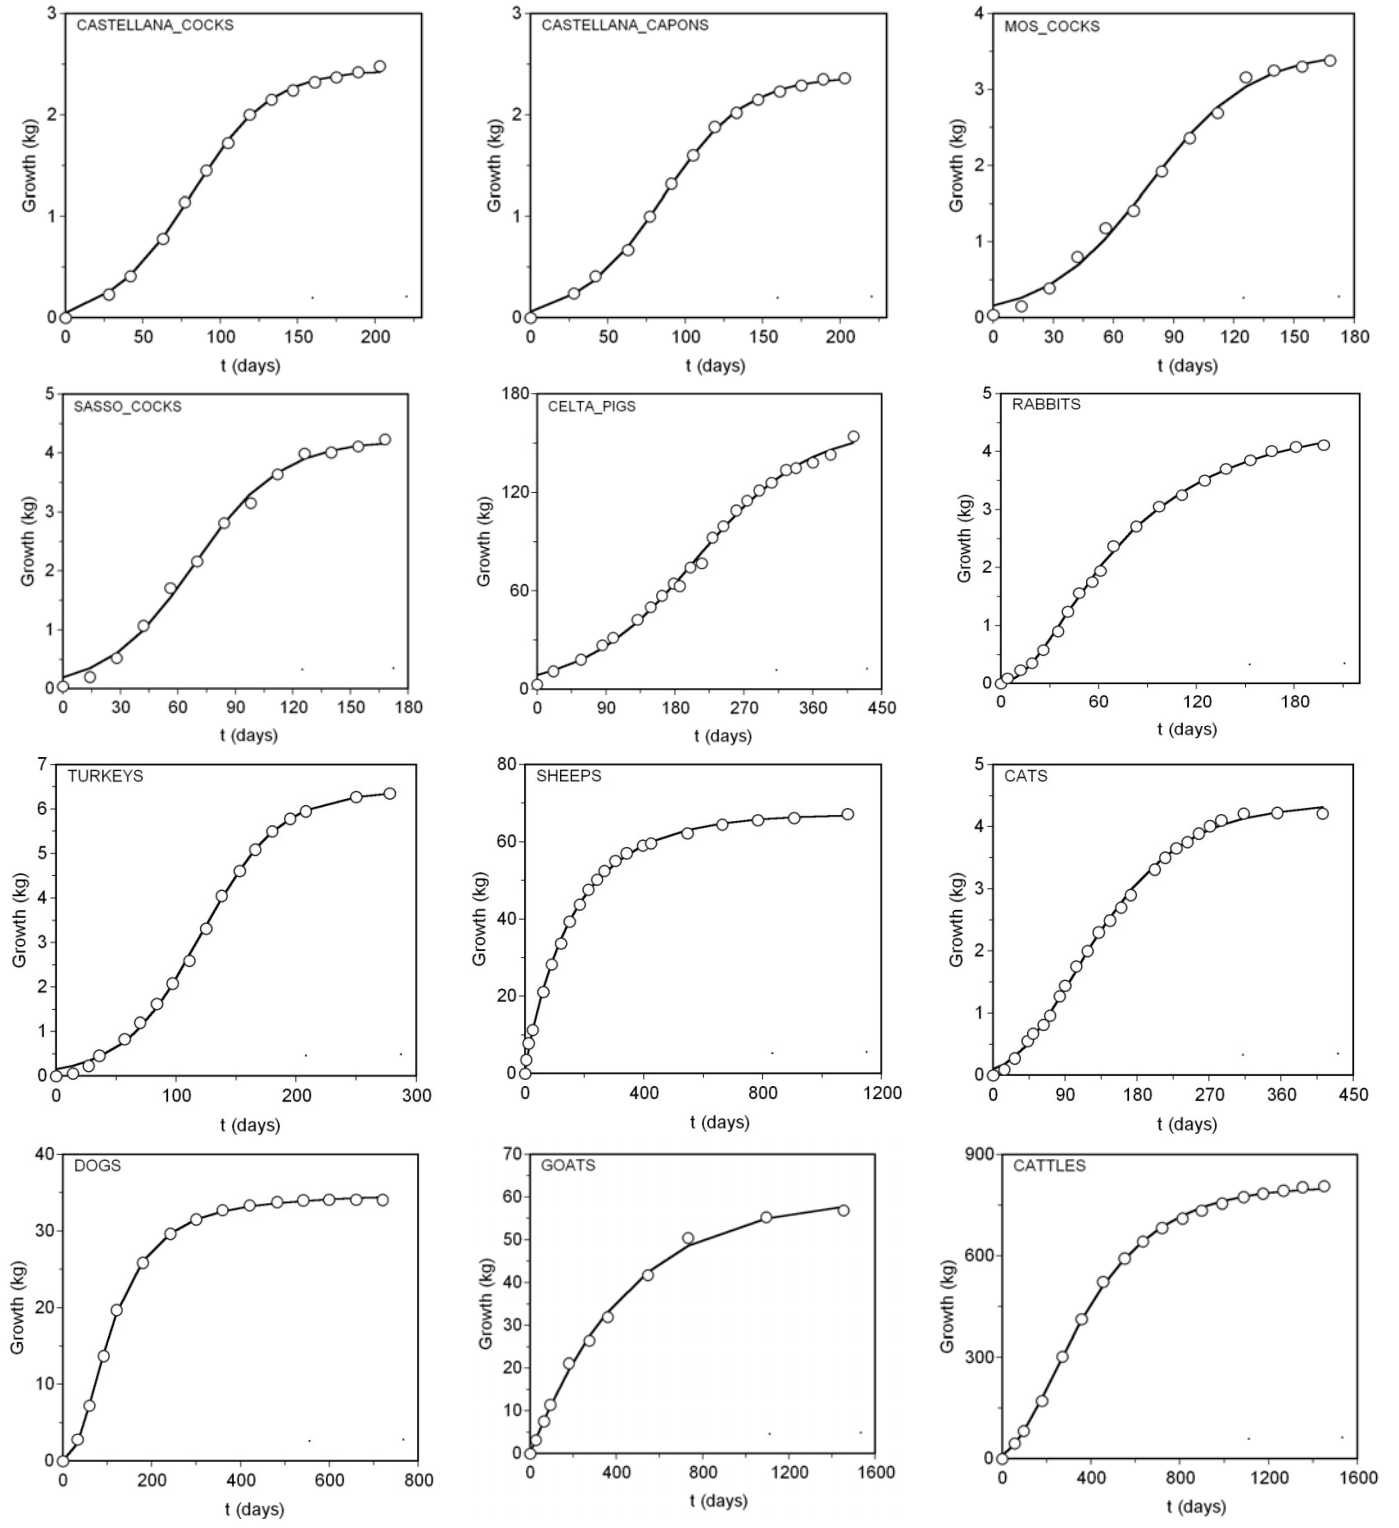 CASTELLANA_COCKS
3
2
1
0
Growth (kg)
0 50 100 150 200
t (days)
CASTELLANA_CAPONS
3
2
1
0
Growth (kg)
0 50 100 150 200
t (days)
MOS_COCKS
4
3
2
1
0
Growth (kg)
0 30 60 90 120 150 180
t (days)
SASSO_COCKS
5
4
3
2
1
0
Growth (kg)
0 30 60 90 120 150 180
t (days)
CELTA_PIGS
180
120
60
0
Growth (kg)
0 90 180 270 360 450
t (days)
RABBITS
5
4
3
2
1
0
Growth (kg)
0 60 120 180
t (days)
TURKEYS
7
6
5
4
3
2
1
0
Growth (kg)
0 100 200 300
t (days)
SHEEPS
80
60
40
20
0
Growth (kg)
0 400 800 1200
t (days)
CATS
5
4
3
2
1
0
Growth (kg)
0 90 180 270 360 450
t (days)
DOGS
40
30
20
10
0
Growth (kg)
0 200 400 600 800
t (days)
GOATS
70
60
50
40
30
20
10
0
Growth (kg)
0 400 800 1200 1600
t (days)
CATTLES
900
600
300
0
Growth (kg)
0 400 800 1200 1600
t (days)